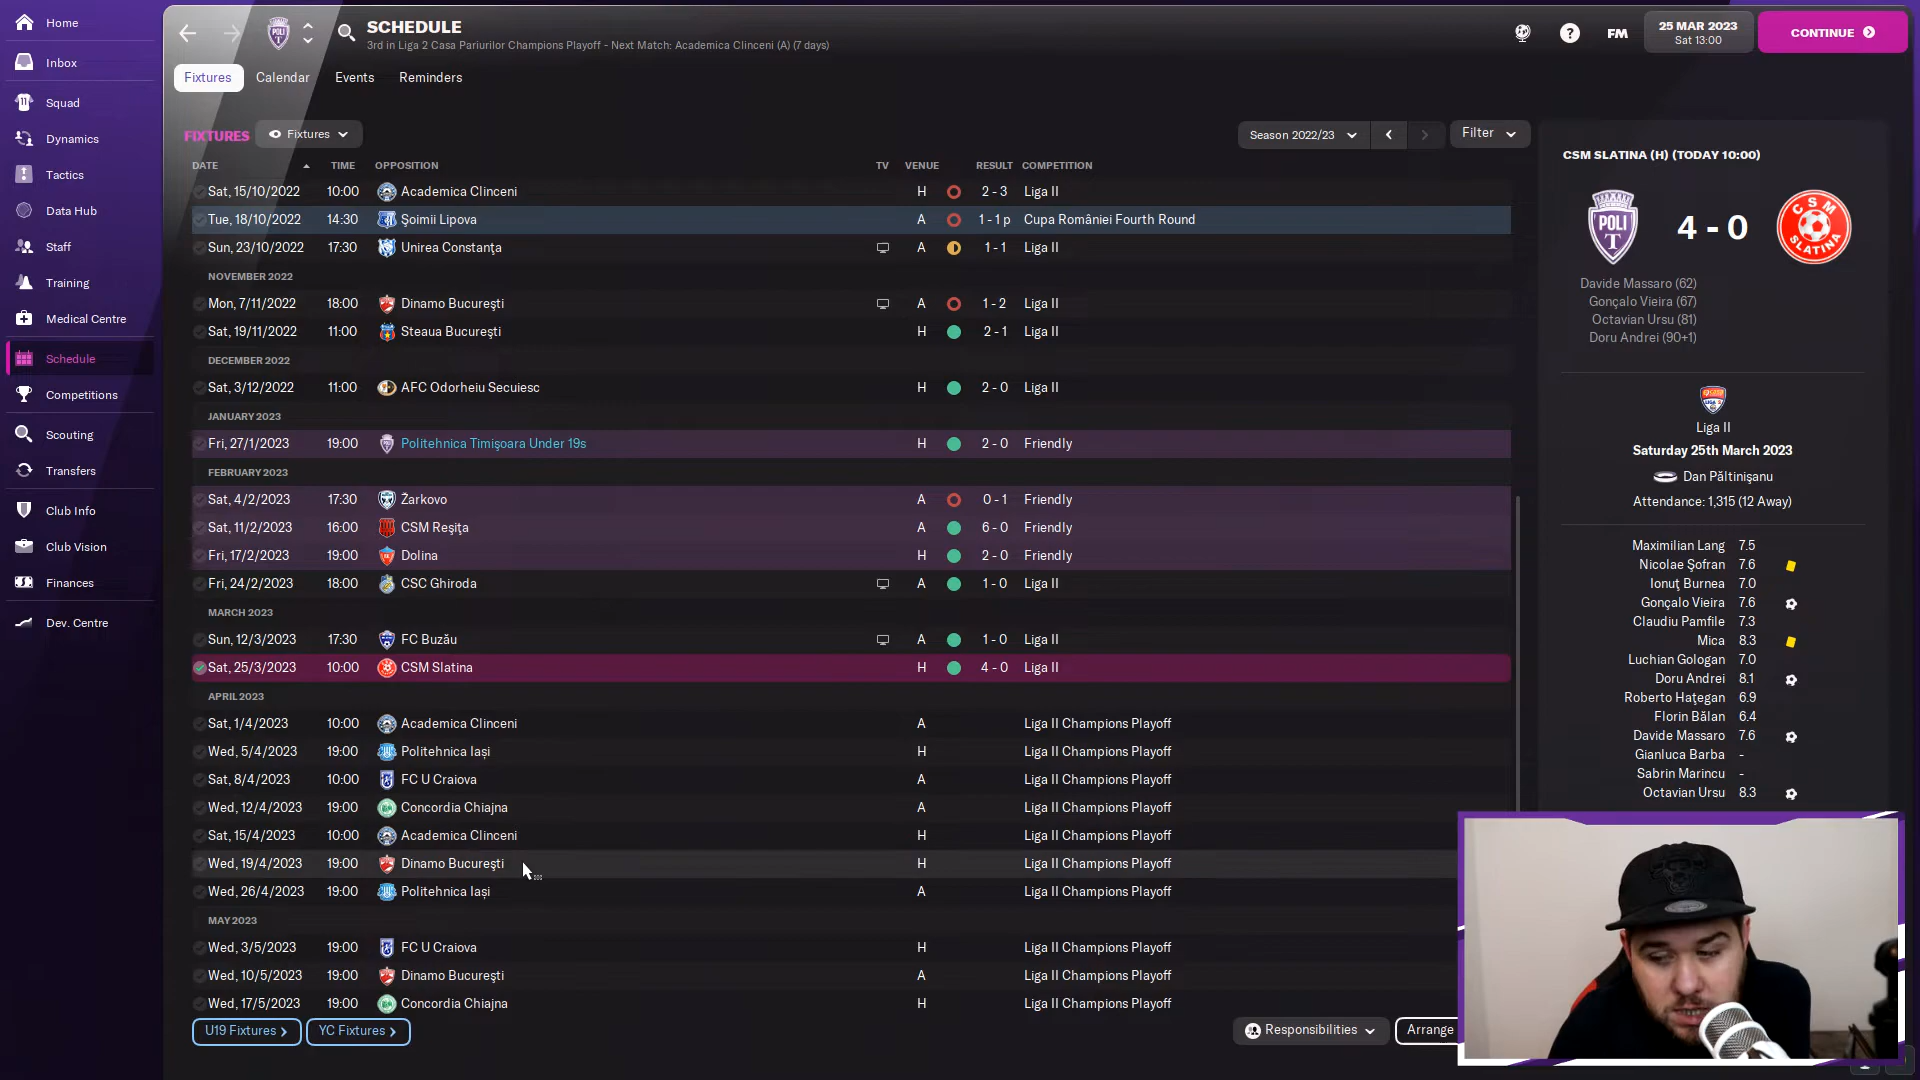 Home
Inbox
Squad
Dynamics
Tactics
Data Hub
Staff
Training
Medical Centre
Schedule
Competitions
Scouting
Transfers
Club Info
Club Vision
Finances
Dev. Centre
POLI T
SCHEDULE
3rd in Liga 2 Casa Pariurilor Champions Playoff - Next Match: Academica Clinceni (A) (7 days)
? FM
25 MAR 2023
Sat 13:00
CONTINUE
Fixtures Calendar Events Reminders
FIXTURES Fixtures Season 2022/23 Filter
DATE TIME OPPOSITION TV VENUE RESULT COMPETITION
Sat, 15/10/2022 10:00 Academica Clinceni H 2 - 3 Liga II
Tue, 18/10/2022 14:30 Şoimii Lipova A 1 - 1 p Cupa României Fourth Round
Sun, 23/10/2022 17:30 Unirea Constanţa A 1 - 1 Liga II
NOVEMBER 2022
Mon, 7/11/2022 18:00 Dinamo Bucureşti A 1 - 2 Liga II
Sat, 19/11/2022 11:00 Steaua Bucureşti H 2 - 1 Liga II
DECEMBER 2022
Sat, 3/12/2022 11:00 AFC Odorheiu Secuiesc H 2 - 0 Liga II
JANUARY 2023
Fri, 27/1/2023 19:00 Politehnica Timişoara Under 19s H 2 - 0 Friendly
FEBRUARY 2023
Sat, 4/2/2023 17:30 Žarkovo A 0 - 1 Friendly
Sat, 11/2/2023 16:00 CSM Reşiţa A 6 - 0 Friendly
Fri, 17/2/2023 19:00 Dolina H 2 - 0 Friendly
Fri, 24/2/2023 18:00 CSC Ghiroda A 1 - 0 Liga II
MARCH 2023
Sun, 12/3/2023 17:30 FC Buzău A 1 - 0 Liga II
Sat, 25/3/2023 10:00 CSM Slatina H 4 - 0 Liga II
APRIL 2023
Sat, 1/4/2023 10:00 Academica Clinceni A Liga II Champions Playoff
Wed, 5/4/2023 19:00 Politehnica Iaşi H Liga II Champions Playoff
Sat, 8/4/2023 10:00 FC U Craiova A Liga II Champions Playoff
Wed, 12/4/2023 19:00 Concordia Chiajna A Liga II Champions Playoff
Sat, 15/4/2023 10:00 Academica Clinceni H Liga II Champions Playoff
Wed, 19/4/2023 19:00 Dinamo Bucureşti H Liga II Champions Playoff
Wed, 26/4/2023 19:00 Politehnica Iaşi A Liga II Champions Playoff
MAY 2023
Wed, 3/5/2023 19:00 FC U Craiova H Liga II Champions Playoff
Wed, 10/5/2023 19:00 Dinamo Bucureşti A Liga II Champions Playoff
Wed, 17/5/2023 19:00 Concordia Chiajna H Liga II Champions Playoff
U19 Fixtures YC Fixtures Responsibilities Arrange
CSM SLATINA (H) (TODAY 10:00)
POLI T 4 - 0 CSM SLATINA
Davide Massaro (62)
Gonçalo Vieira (67)
Octavian Ursu (81)
Doru Andrei (90+1)
Liga II
Saturday 25th March 2023
Dan Păltinişanu
Attendance: 1,315 (12 Away)
Maximilian Lang 7.5
Nicolae Şofran 7.6
Ionuţ Burnea 7.0
Gonçalo Vieira 7.6
Claudiu Pamfile 7.3
Mica 8.3
Luchian Gologan 7.0
Doru Andrei 8.1
Roberto Haţegan 6.9
Florin Bălan 6.4
Davide Massaro 7.6
Gianluca Barba -
Sabrin Marincu -
Octavian Ursu 8.3